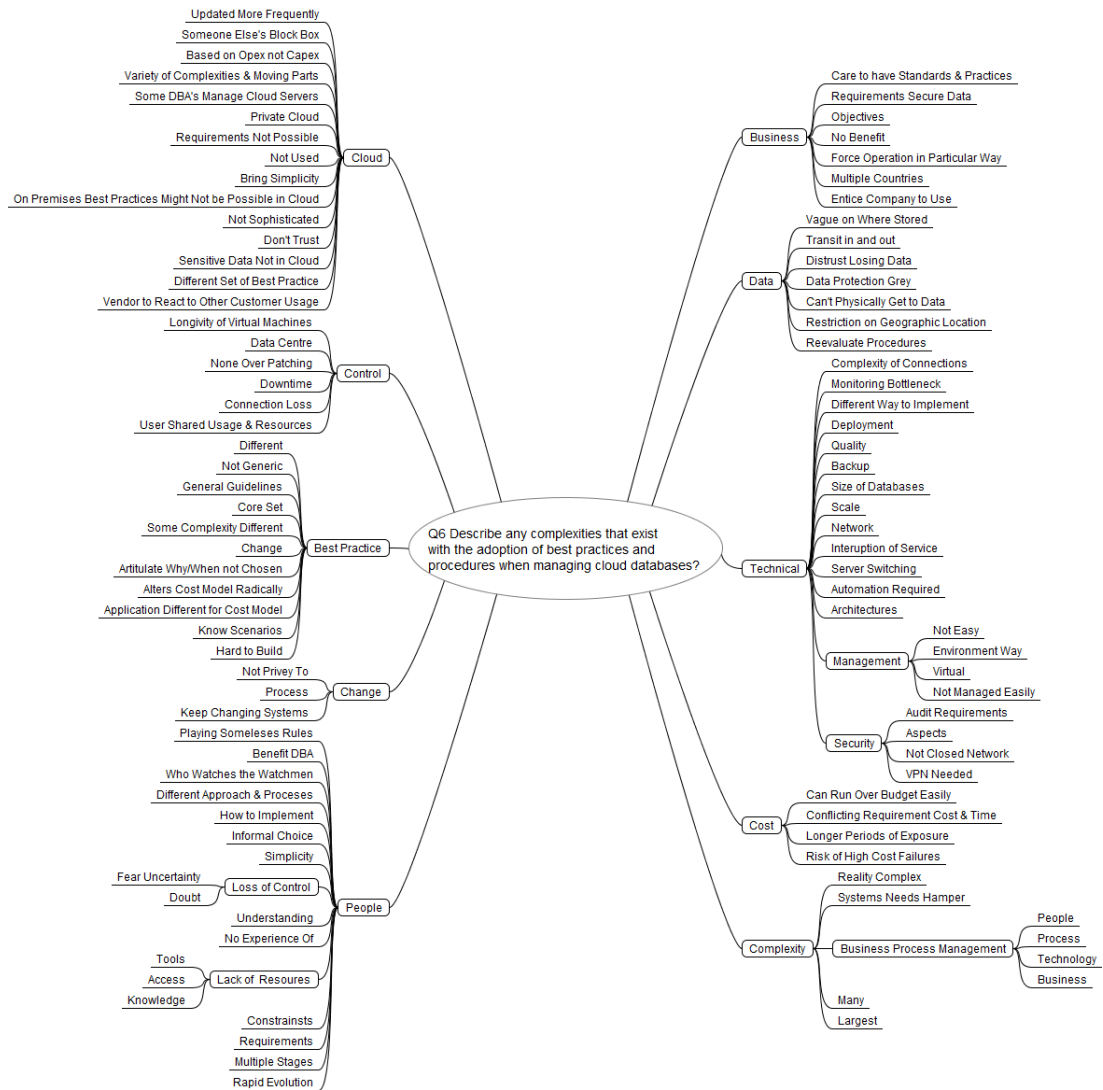 Updated More Frequently
Someone Else's Block Box
Based on Opex not Capex
Variety of Complexities & Moving Parts
Some DBA's Manage Cloud Servers
Private Cloud
Requirements Not Possible
Not Used
Bring Simplicity
On Premises Best Practices Might Not be Possible in Cloud
Not Sophisticated
Don't Trust
Sensitive Data Not in Cloud
Different Set of Best Practice
Vendor to React to Other Customer Usage
Cloud
Longivity of Virtual Machines
Data Centre
None Over Patching
Downtime
Connection Loss
User Shared Usage & Resources
Control
Different
Not Generic
General Guidelines
Core Set
Some Complexity Different
Change
Artitulate Why/When not Chosen
Alters Cost Model Radically
Application Different for Cost Model
Know Scenarios
Hard to Build
Best Practice
Not Privey To
Process
Keep Changing Systems
Change
Playing Someleses Rules
Benefit DBA
Who Watches the Watchmen
Different Approach & Proceses
How to Implement
Informal Choice
Simplicity
Fear Uncertainty
Doubt
Loss of Control
Understanding
No Experience Of
Tools
Access
Knowledge
Lack of Resoures
Constrainsts
Requirements
Multiple Stages
Rapid Evolution
People
Q6 Describe any complexities that exist
with the adoption of best practices and
procedures when managing cloud databases?
Business
Care to have Standards & Practices
Requirements Secure Data
Objectives
No Benefit
Force Operation in Particular Way
Multiple Countries
Entice Company to Use
Data
Vague on Where Stored
Transit in and out
Distrust Losing Data
Data Protection Grey
Can't Physically Get to Data
Restriction on Geographic Location
Reevaluate Procedures
Technical
Complexity of Connections
Monitoring Bottleneck
Different Way to Implement
Deployment
Quality
Backup
Size of Databases
Scale
Network
Interuption of Service
Server Switching
Automation Required
Architectures
Management
Not Easy
Environment Way
Virtual
Not Managed Easily
Security
Audit Requirements
Aspects
Not Closed Network
VPN Needed
Cost
Can Run Over Budget Easily
Conflicting Requirement Cost & Time
Longer Periods of Exposure
Risk of High Cost Failures
Complexity
Reality Complex
Systems Needs Hamper
Business Process Management
People
Process
Technology
Business
Many
Largest